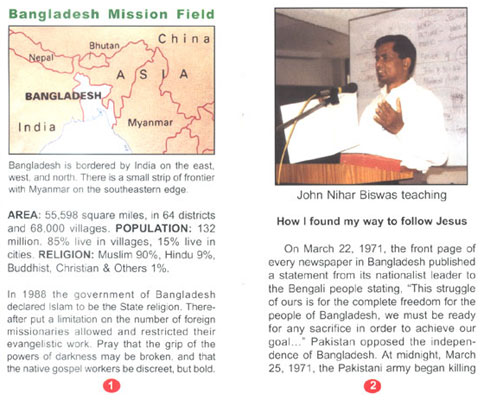 Bangladesh Mission Field
China
Bhutan
Nepal
ASIA
BANGLADESH
India
Myanmar
Bangladesh is bordered by India on the east,
west, and north. There is a small strip of frontier
with Myanmar on the southeastern edge.
AREA: 55,598 square miles, in 64 districts
and 68,000 villages. POPULATION: 132
million. 85% live in villages, 15% live in
cities. RELIGION: Muslim 90%, Hindu 9%,
Buddhist, Christian & Others 1%.
In 1988 the government of Bangladesh
declared Islam to be the State religion. There-
after put a limitation on the number of foreign
missionaries allowed and restricted their
evangelistic work. Pray that the grip of the
powers of darkness may be broken, and that
the native gospel workers be discreet, but bold.
1
John Nihar Biswas teaching
How I found my way to follow Jesus
On March 22, 1971, the front page of
every newspaper in Bangladesh published
a statement from its nationalist leader to
the Bengali people stating, "This struggle
of ours is for the complete freedom for the
people of Bangladesh, we must be ready
for any sacrifice in order to achieve our
goal..." Pakistan opposed the indepen-
dence of Bangladesh. At midnight, March
25, 1971, the Pakistani army began killing
2